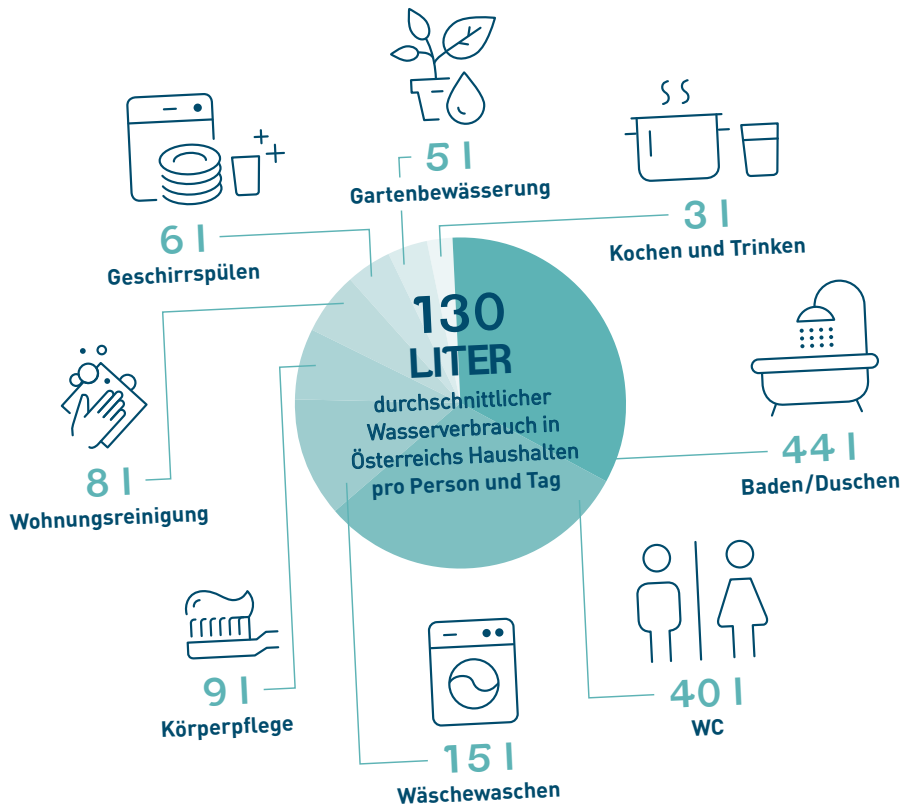 5 l
Gartenbewässerung
3 l
Kochen und Trinken
6 l
Geschirrspülen
130
LITER
durchschnittlicher
Wasserverbrauch in
Österreichs Haushalten
pro Person und Tag
44 l
Baden/Duschen
8 l
Wohnungsreinigung
40 l
WC
9 l
Körperpflege
15 l
Wäschewaschen